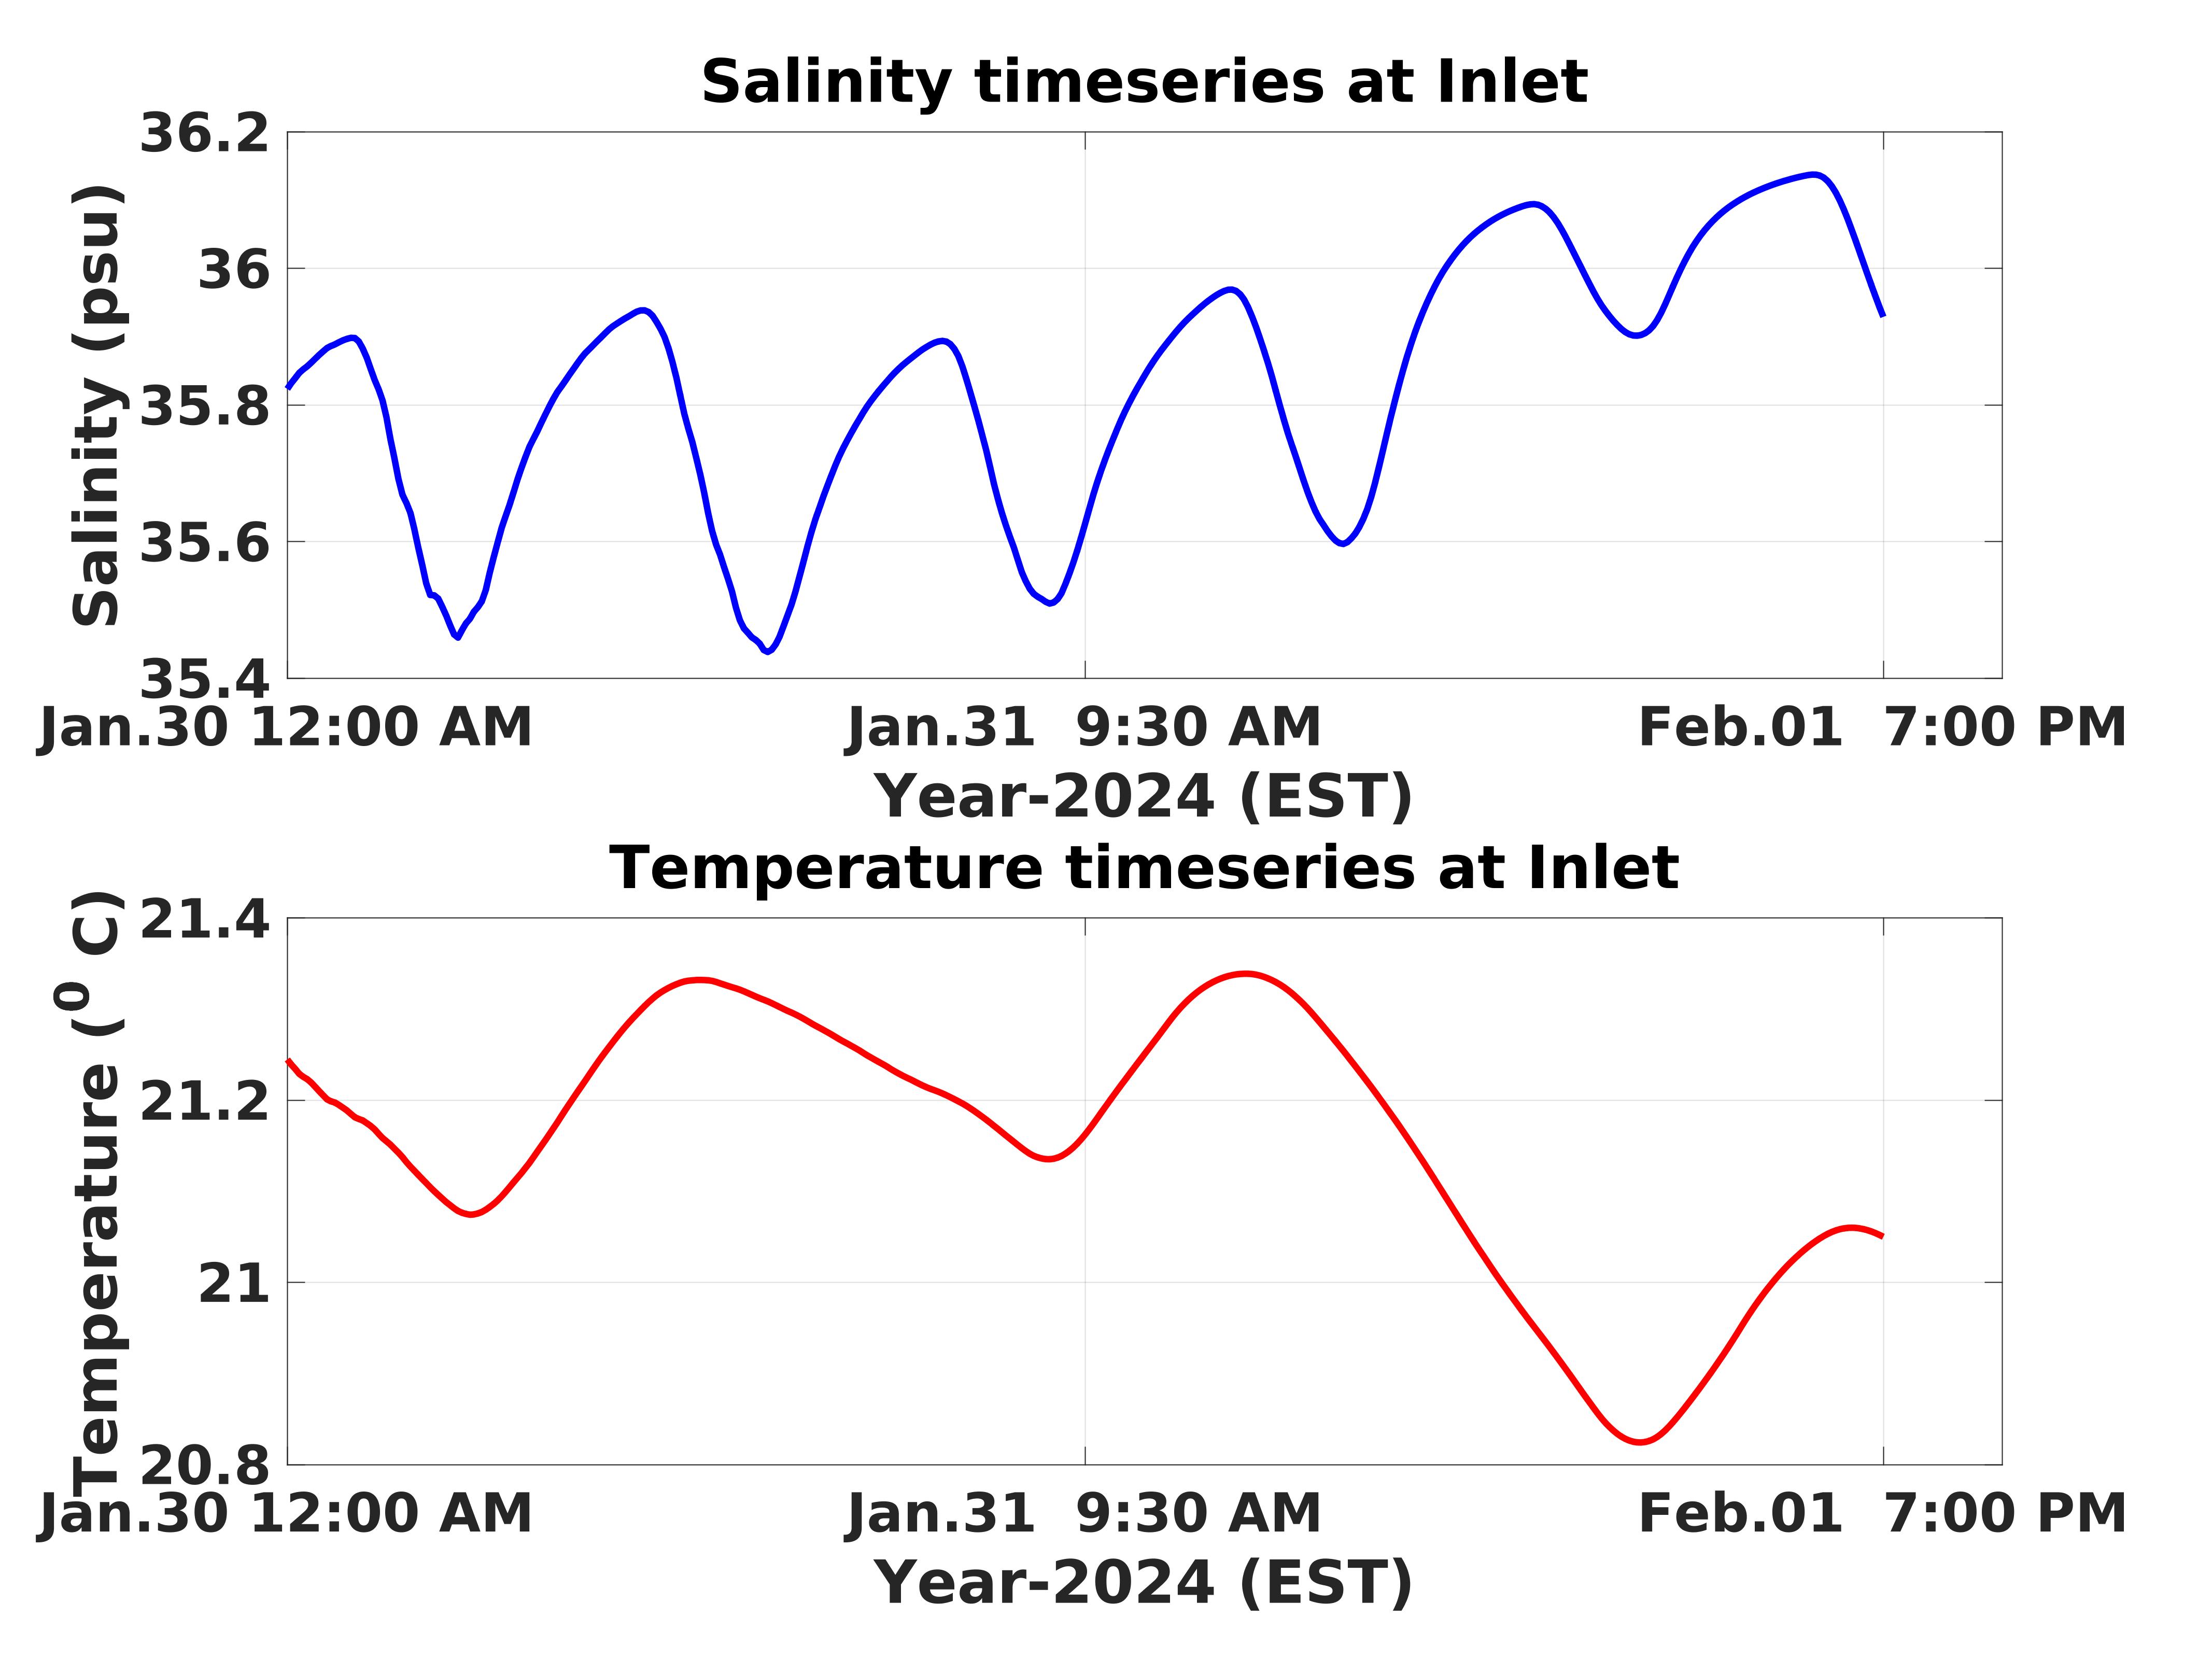 Salinity timeseries at Inlet
Salinity (psu)
36.2
36
35.8
35.6
35.4
Jan.30 12:00 AM
Jan.31  9:30 AM
Feb.01  7:00 PM
Year-2024 (EST)
Temperature timeseries at Inlet
Temperature (⁰ C)
21.4
21.2
21
20.8
Jan.30 12:00 AM
Jan.31  9:30 AM
Feb.01  7:00 PM
Year-2024 (EST)